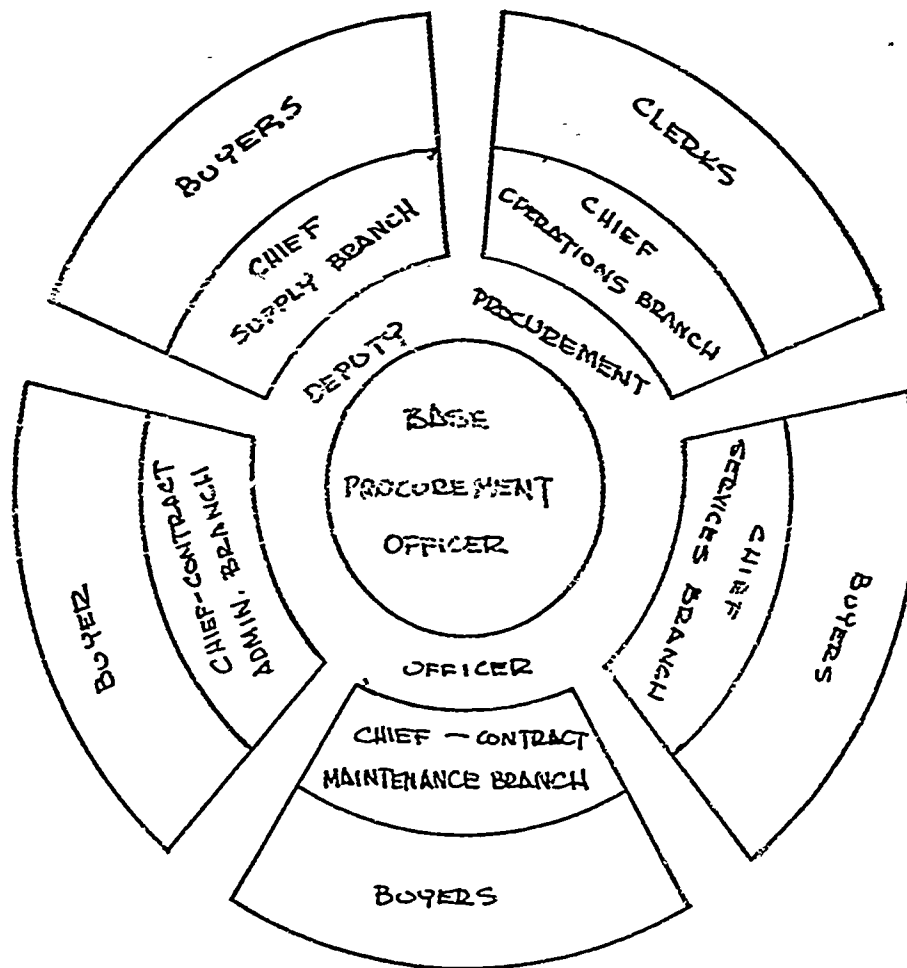 BUYERS
CHIEF
SUPPLY BRANCH
CLERKS
CHIEF
OPERATIONS BRANCH
DEPUTY
PROCUREMENT
OFFICER
BASE
PROCUREMENT
OFFICER
BUYER
CHIEF-CONTRACT
ADMIN. BRANCH
BUYERS
CHIEF
SERVICES BRANCH
CHIEF - CONTRACT
MAINTENANCE BRANCH
BUYERS